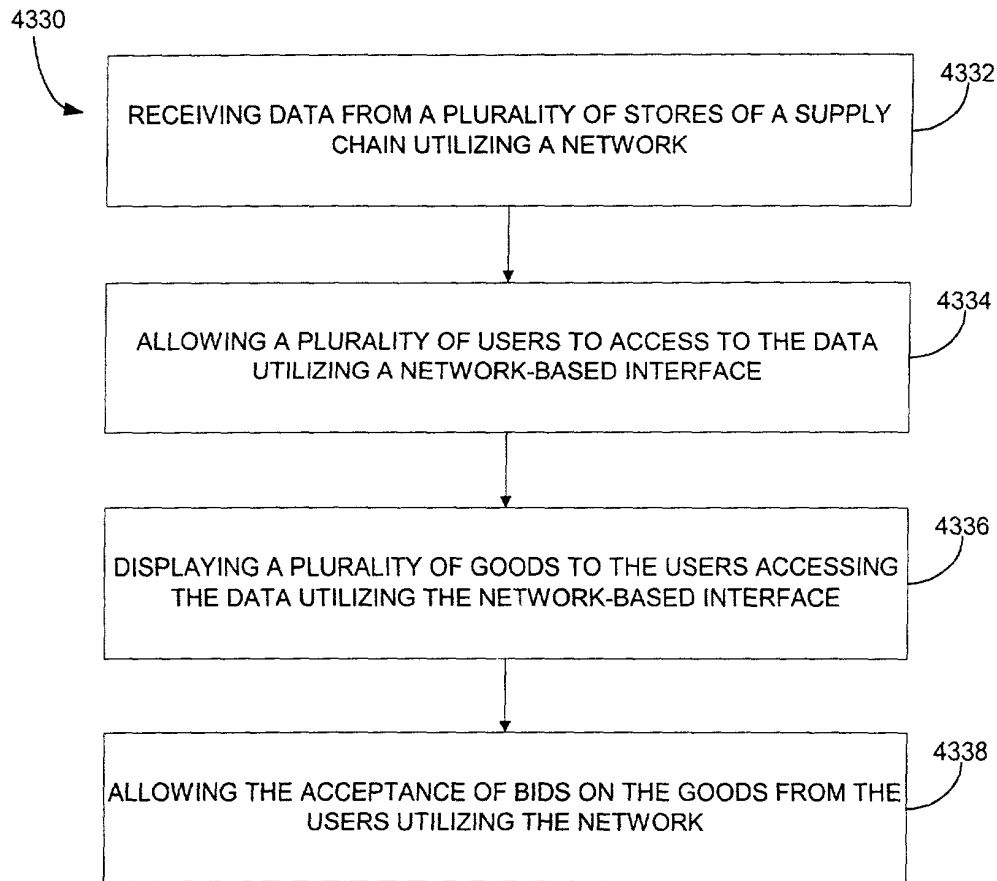 4330
4332
RECEIVING DATA FROM A PLURALITY OF STORES OF A SUPPLY
CHAIN UTILIZING A NETWORK
4334
ALLOWING A PLURALITY OF USERS TO ACCESS TO THE DATA
UTILIZING A NETWORK-BASED INTERFACE
4336
DISPLAYING A PLURALITY OF GOODS TO THE USERS ACCESSING
THE DATA UTILIZING THE NETWORK-BASED INTERFACE
4338
ALLOWING THE ACCEPTANCE OF BIDS ON THE GOODS FROM THE
USERS UTILIZING THE NETWORK